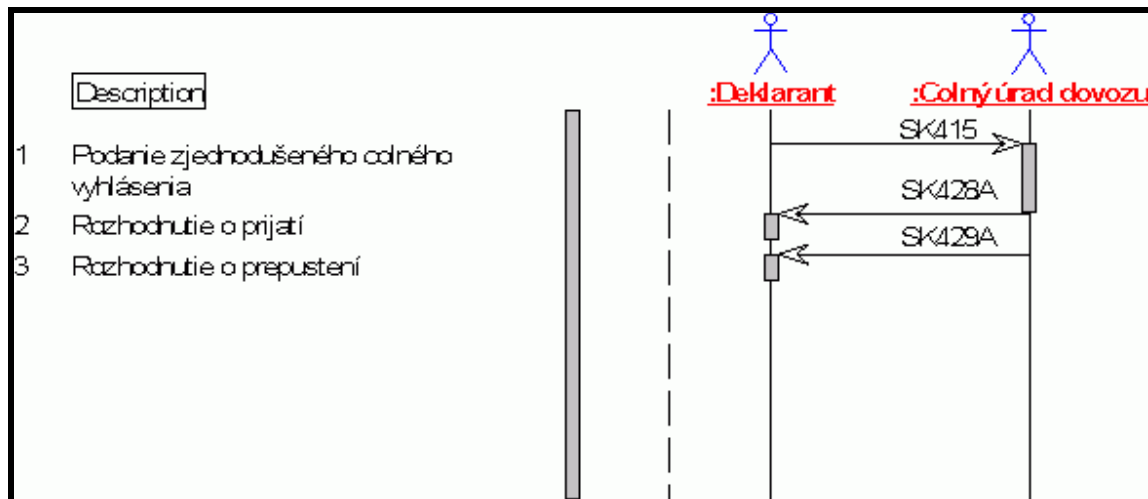 Description
:Deklarant
:Colný úrad dovozu
1 Podanie zjednodušeného colného
vyhlásenia
2 Rozhodnutie o prijatí
3 Rozhodnutie o prepustení
SK415
SK428A
SK429A